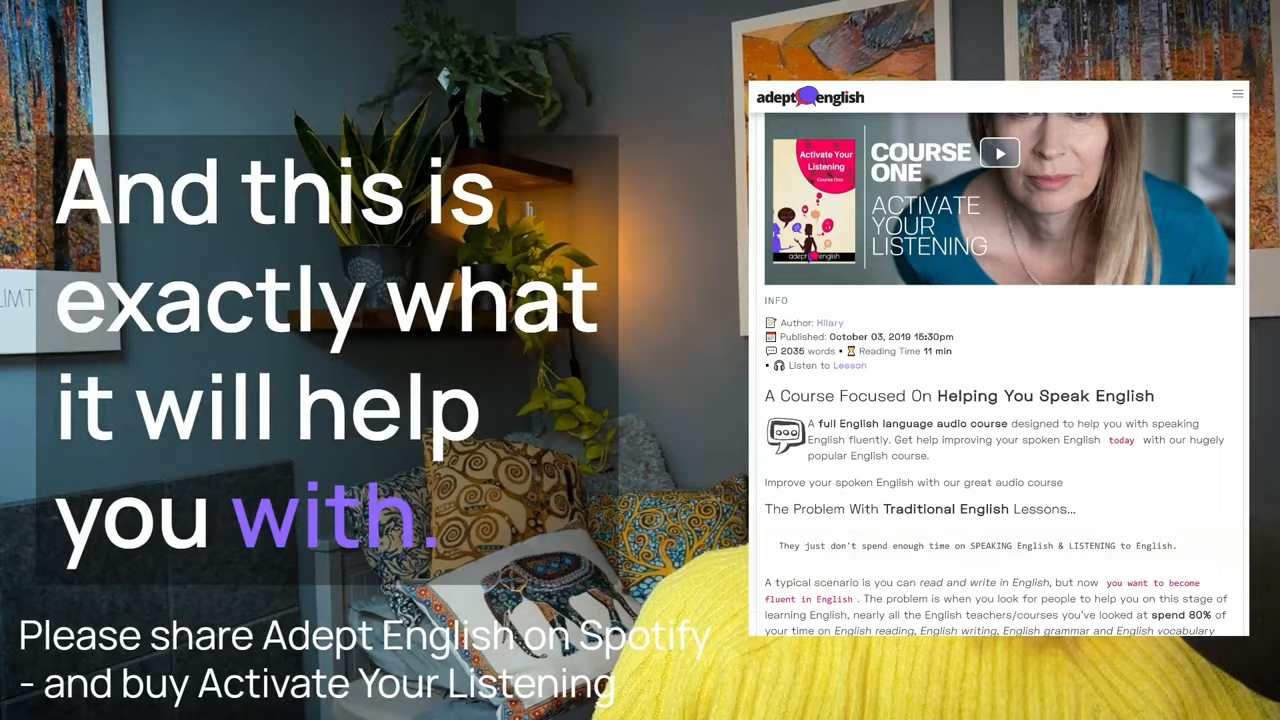 And this is
exactly what
it will help
you with.
Please share Adept English on Spotify
- and buy Activate Your Listening
LIMT
adept english
Activate Your
Listening
Course One
adept english
COURSE
ONE
ACTIVATE
YOUR
LISTENING
INFO
Author: Hilary
Published: October 03, 2019 15:30pm
2035 words • Reading Time 11 min
• Listen to Lesson
A Course Focused On Helping You Speak English
A full English language audio course designed to help you with speaking
English fluently. Get help improving your spoken English today with our hugely
popular English course.
Improve your spoken English with our great audio course
The Problem With Traditional English Lessons...
They just don't spend enough time on SPEAKING English & LISTENING to English.
A typical scenario is you can read and write in English, but now you want to become
fluent in English . The problem is when you look for people to help you on this stage of
learning English, nearly all the English teachers/courses you've looked at spend 80% of
your time on English reading, English writing, English grammar and English vocabulary